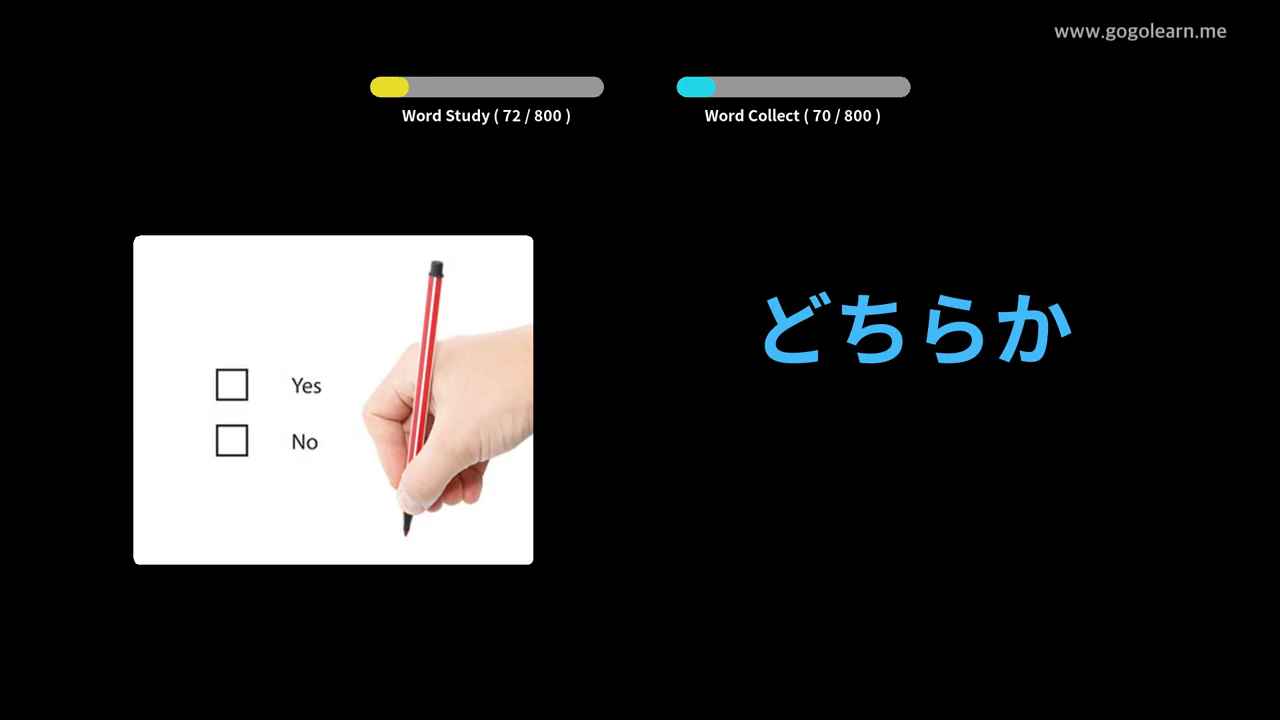 www.gogolearn.me
Word Study ( 72 / 800 )
Word Collect ( 70 / 800 )
Yes
No
どちらか